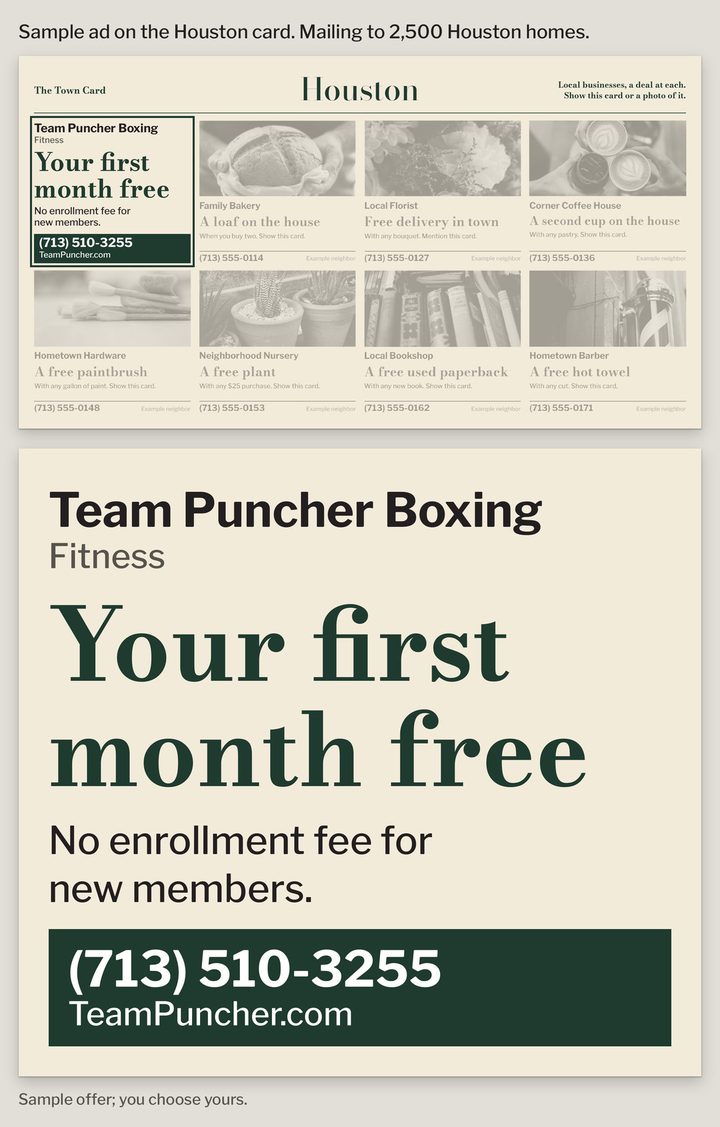 Sample ad on the Houston card. Mailing to 2,500 Houston homes.
The Town Card
Houston
Local businesses, a deal at each.
Show this card or a photo of it.
Team Puncher Boxing
Fitness
Your first
month free
No enrollment fee for
new members.
(713) 510-3255
TeamPuncher.com
Family Bakery
A loaf on the house
When you buy two. Show this card.
(713) 555-0114
Example neighbor
Local Florist
Free delivery in town
With any bouquet. Mention this card.
(713) 555-0127
Example neighbor
Corner Coffee House
A second cup on the house
With any pastry. Show this card.
(713) 555-0136
Example neighbor
Hometown Hardware
A free paintbrush
With any gallon of paint. Show this card.
(713) 555-0148
Example neighbor
Neighborhood Nursery
A free plant
With any $25 purchase. Show this card.
(713) 555-0153
Example neighbor
Local Bookshop
A free used paperback
With any new book. Show this card.
(713) 555-0162
Example neighbor
Hometown Barber
A free hot towel
With any cut. Show this card.
(713) 555-0171
Example neighbor
Team Puncher Boxing
Fitness
Your first
month free
No enrollment fee for
new members.
(713) 510-3255
TeamPuncher.com
Sample offer; you choose yours.